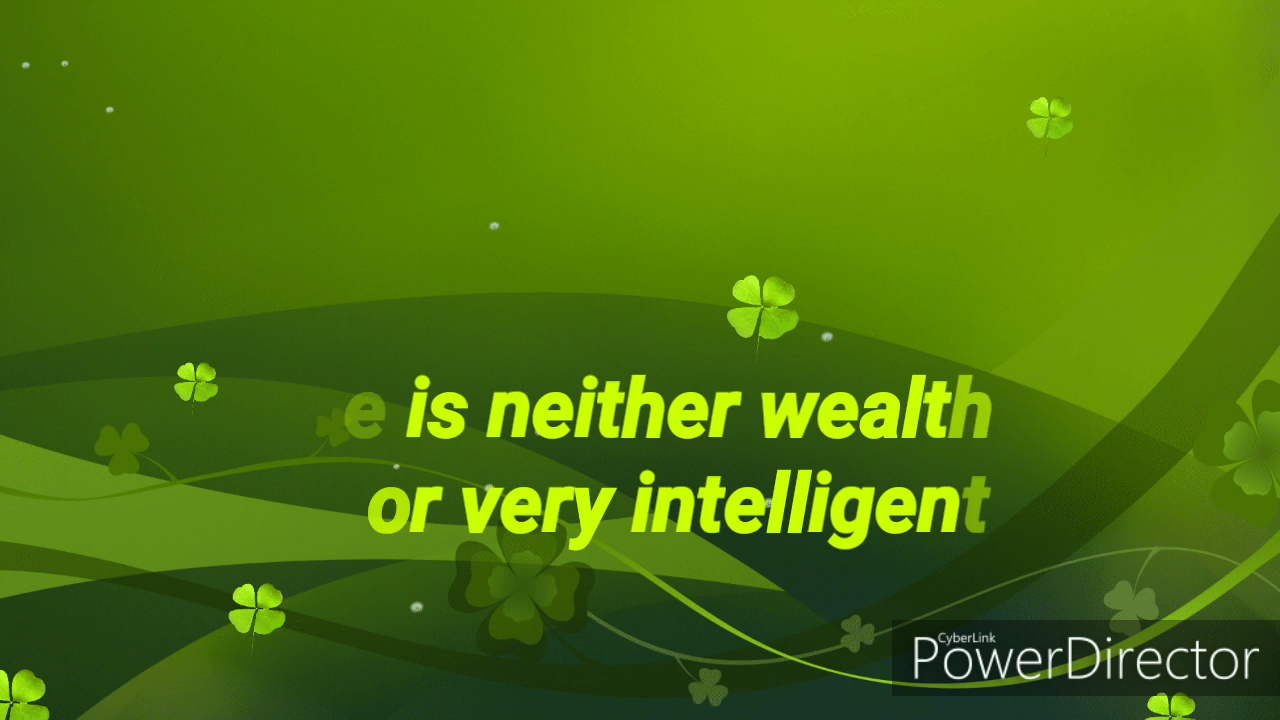 e is neither wealth
or very intelligent
CyberLink
PowerDirector